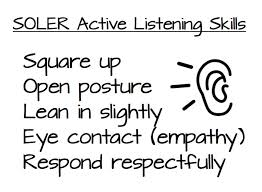 SOLER Active Listening Skills
Square up
Open posture
Lean in slightly
Eye contact (empathy)
Respond respectfully